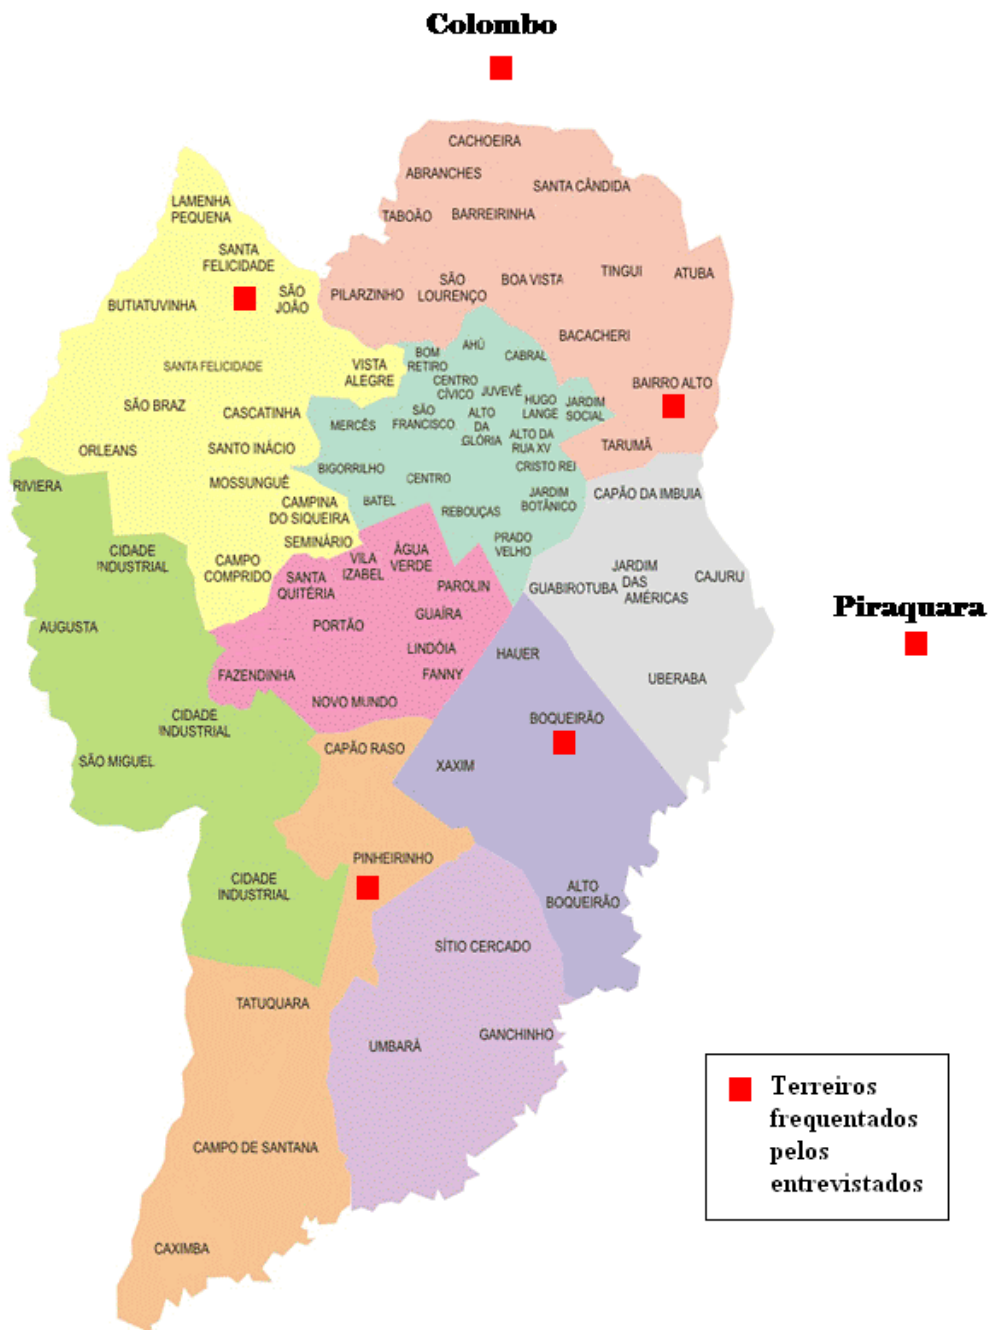 Colombo
CACHOEIRA
ABRANCHES
SANTA CÂNDIDA
TABOÃO
BARREIRINHA
LAMENHA
PEQUENA
SANTA
FELICIDADE
SÃO
JOÃO
BUTIATUVINHA
PILARZINHO
SÃO
LOURENÇO
BOA VISTA
TINGUI
ATUBA
BACACHERI
SANTA FELICIDADE
VISTA
ALEGRE
BOM
RETIRO
AHÚ
CABRAL
CENTRO
CÍVICO
JUVEVÊ
HUGO
LANGE
JARDIM
SOCIAL
BAIRRO ALTO
SÃO BRAZ
CASCATINHA
MERCÊS
SÃO
FRANCISCO
ALTO
DA
GLÓRIA
ALTO DA
RUA XV
TARUMÃ
ORLEANS
SANTO INÁCIO
BIGORRILHO
CENTRO
CRISTO REI
RIVIERA
MOSSUNGUÊ
CAMPINA
DO SIQUEIRA
BATEL
REBOUÇAS
JARDIM
BOTÂNICO
CAPÃO DA IMBUIA
SEMINÁRIO
PRADO
VELHO
CIDADE
INDUSTRIAL
CAMPO
COMPRIDO
SANTA
QUITÉRIA
VILA
IZABEL
ÁGUA
VERDE
PAROLIN
GUABIROTUBA
JARDIM
DAS
AMÉRICAS
CAJURU
Piraquara
AUGUSTA
PORTÃO
GUAÍRA
LINDÓIA
HAUER
FAZENDINHA
FANNY
UBERABA
NOVO MUNDO
CIDADE
INDUSTRIAL
BOQUEIRÃO
CAPÃO RASO
SÃO MIGUEL
XAXIM
PINHEIRINHO
CIDADE
INDUSTRIAL
ALTO
BOQUEIRÃO
SÍTIO CERCADO
TATUQUARA
UMBARÁ
GANCHINHO
CAMPO DE SANTANA
CAXIMBA
Terreiros
frequentados
pelos
entrevistados